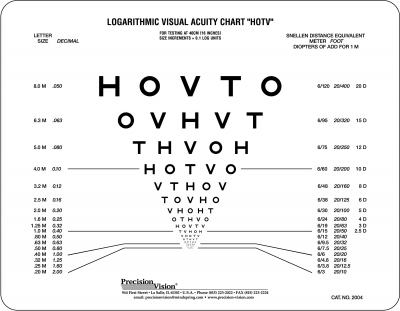 LOGARITHMIC VISUAL ACUITY CHART "HOTV"
FOR TESTING AT 40CM (16 INCHES)
SIZE INCREMENTS = 0.1 LOG UNITS
LETTER SIZE DECIMAL
SNELLEN DISTANCE EQUIVALENT
METER FOOT
DIOPTERS OF ADD FOR 1 M
8.0 M .050 H O V T O 6/120 20/400 20 D
6.3 M .063 O V H V T 6/95 20/320 15 D
5.0 M .080 T H V O H 6/75 20/250 12 D
4.0 M 0.10 H O T V O 6/60 20/200 10 D
3.2 M 0.12 V T H O V 6/48 20/160 8 D
2.5 M 0.16 T O V H O 6/38 20/125 6 D
2.0 M 0.20 V H O H T 6/30 20/100 5 D
1.6 M 0.25 O T H V O 6/24 20/80 4 D
1.25 M 0.32 H O V T V 6/19 20/63 3 D
1.0 M 0.40 T V H O H 6/15 20/50 2.5 D
.80 M 0.50 6/12 20/40
.63 M 0.63 6/9.5 20/32
.50 M 0.80 6/7.5 20/25
.40 M 1.00 6/6 20/20
.32 M 1.25 6/4.8 20/16
.25 M 1.60 6/3.8 20/12.5
.20 M 2.00 6/3 20/10
Precision
Vision
944 First Street • La Salle, IL 61301 • U.S.A. • Phone (815) 223-2022 • FAX (815) 223-2224
email: precisionvision@mindspring.com • www.precision-vision.com
CAT. NO. 2004